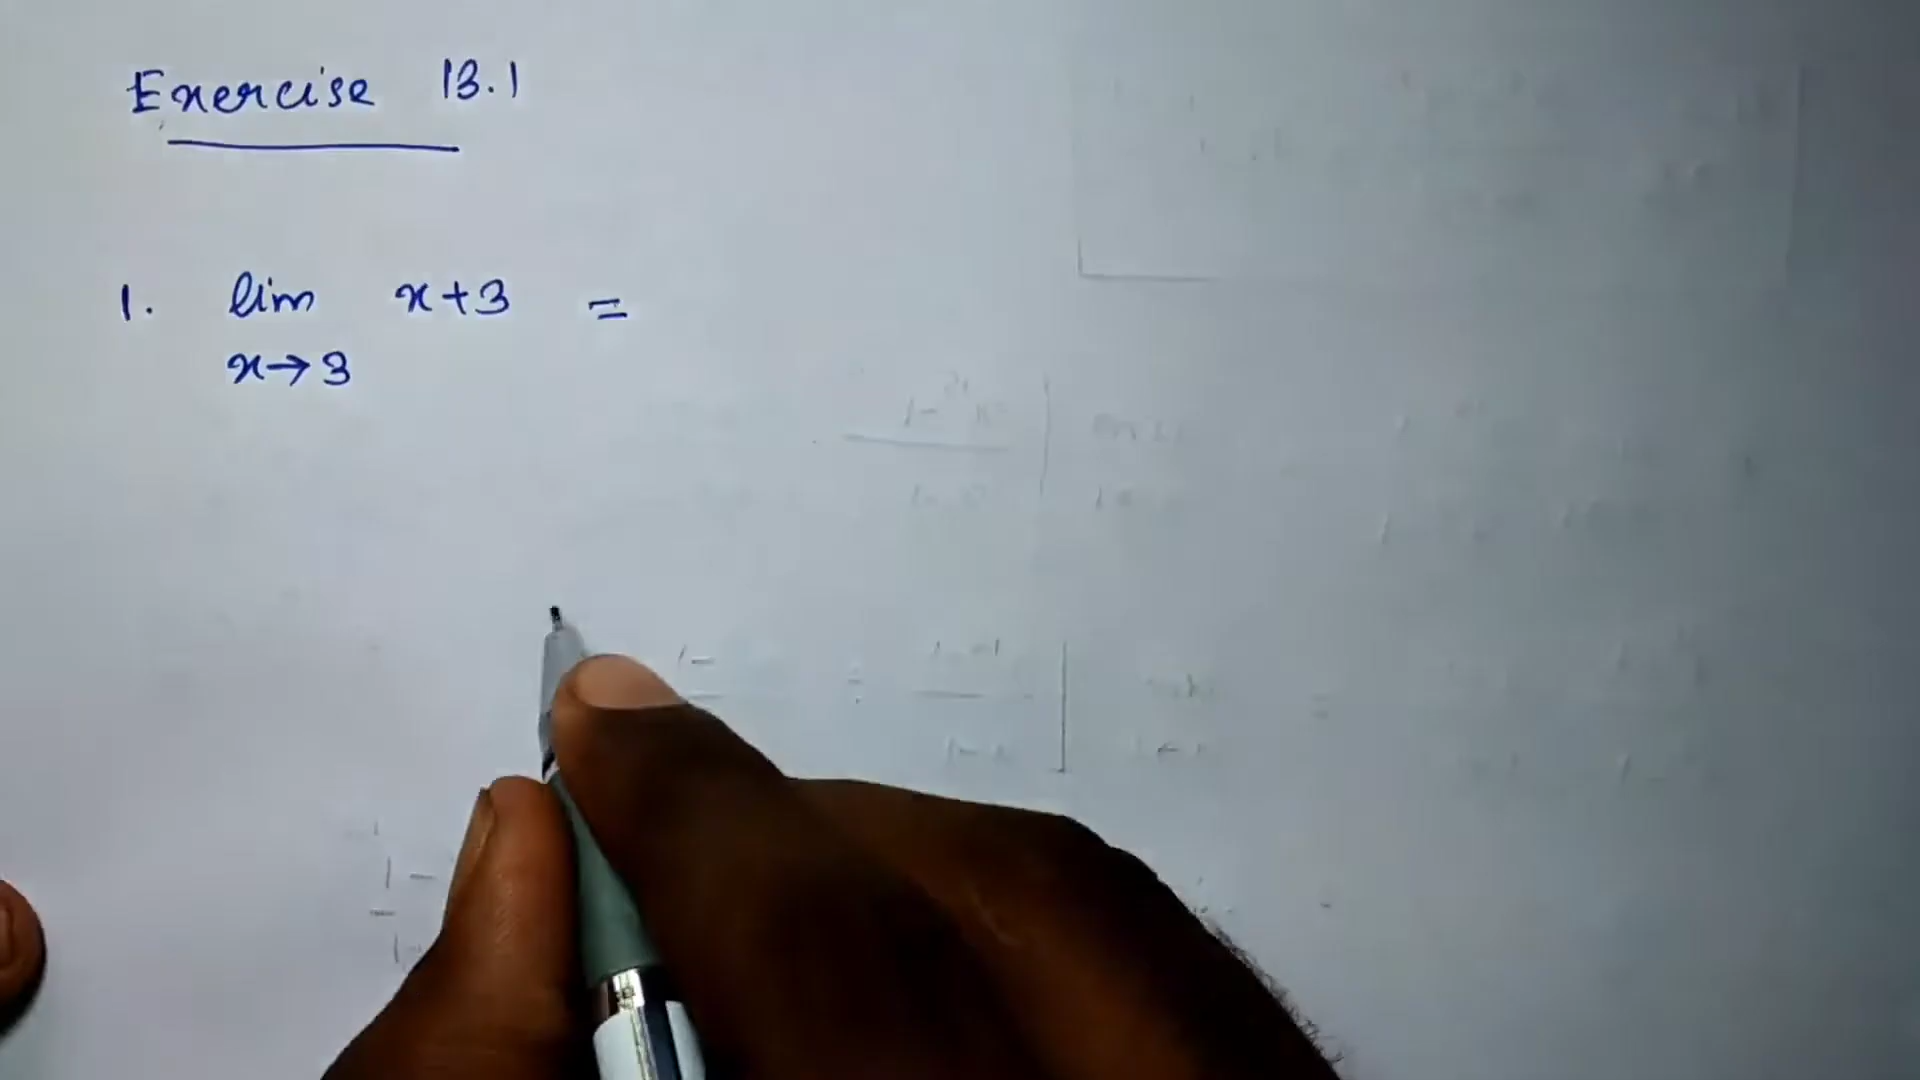 Exercise 13.1
1. lim x+3 =
x→3